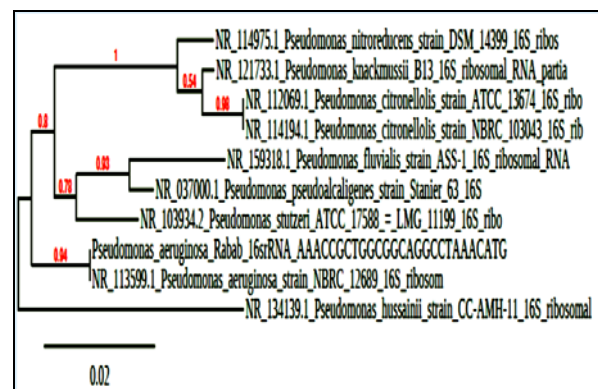 NR_114975.1_Pseudomonas_nitroreducens_strain_DSM_14399_16S_ribos
1
NR_121733.1_Pseudomonas_knackmussii_B13_16S_ribosomal_RNA_partia
0.54
NR_112069.1_Pseudomonas_citronellolis_strain_ATCC_13674_16S_ribo
0.98
NR_114194.1_Pseudomonas_citronellolis_strain_NBRC_103043_16S_rib
0.8
NR_159318.1_Pseudomonas_fluvialis_strain_ASS-1_16S_ribosomal_RNA
0.93
NR_037000.1_Pseudomonas_pseudoalcaligenes_strain_Stanier_63_16S
0.78
NR_103934.2_Pseudomonas_stutzeri_ATCC_17588_=_LMG_11199_16S_ribo
Pseudomonas_aeruginosa_Rabab_16srRNA_AAACCGCTGGCGGCAGGCCTAAACATG
0.94
NR_113599.1_Pseudomonas_aeruginosa_strain_NBRC_12689_16S_ribosom
NR_134139.1_Pseudomonas_hussainii_strain_CC-AMH-11_16S_ribosomal
0.02